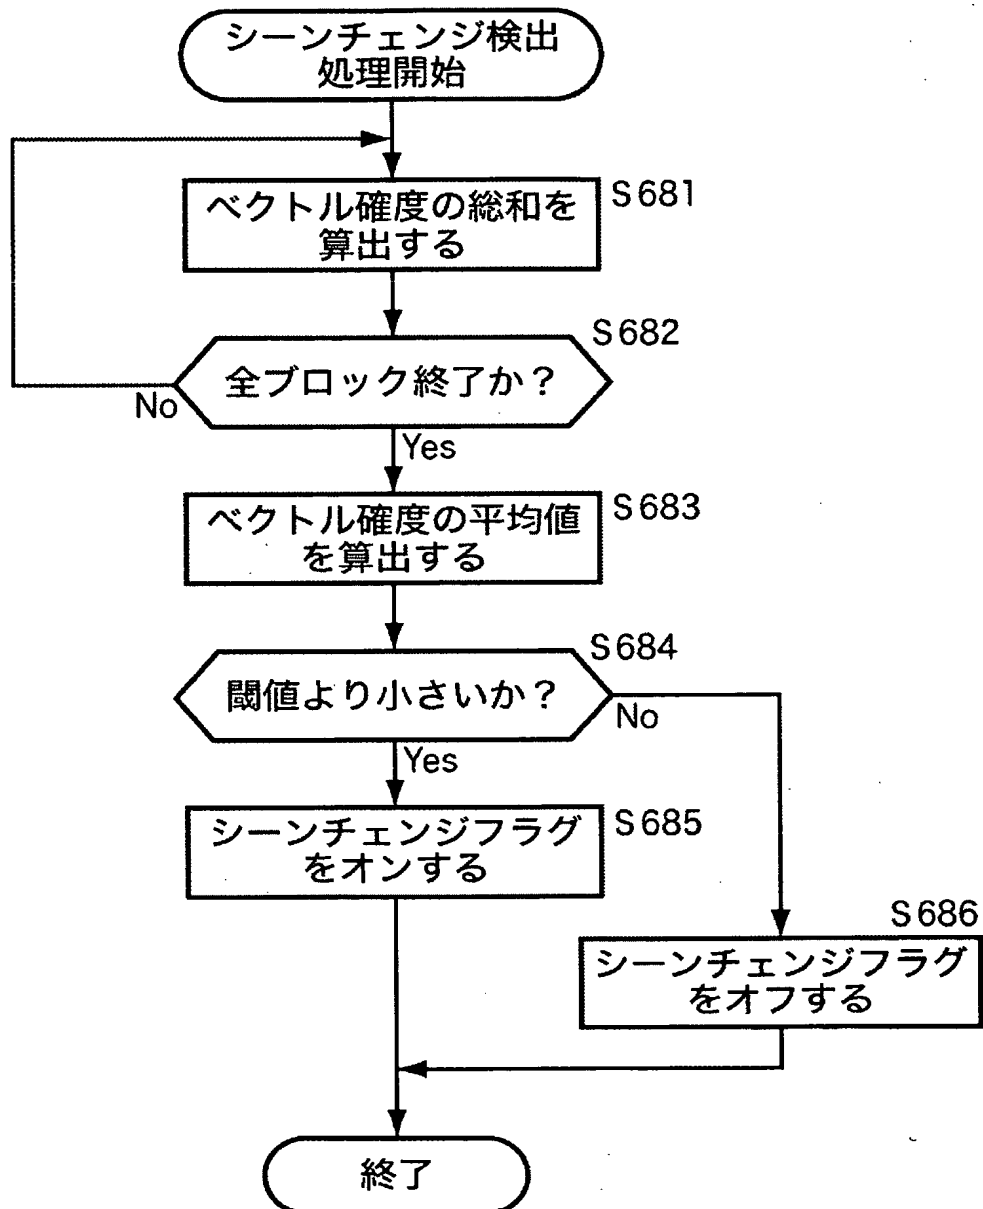 シーンチェンジ検出
処理開始
ベクトル確度の総和を
算出する
S681
全ブロック終了か？
S682
No
Yes
ベクトル確度の平均値
を算出する
S683
閾値より小さいか？
S684
No
Yes
シーンチェンジフラグ
をオンする
S685
シーンチェンジフラグ
をオフする
S686
終了